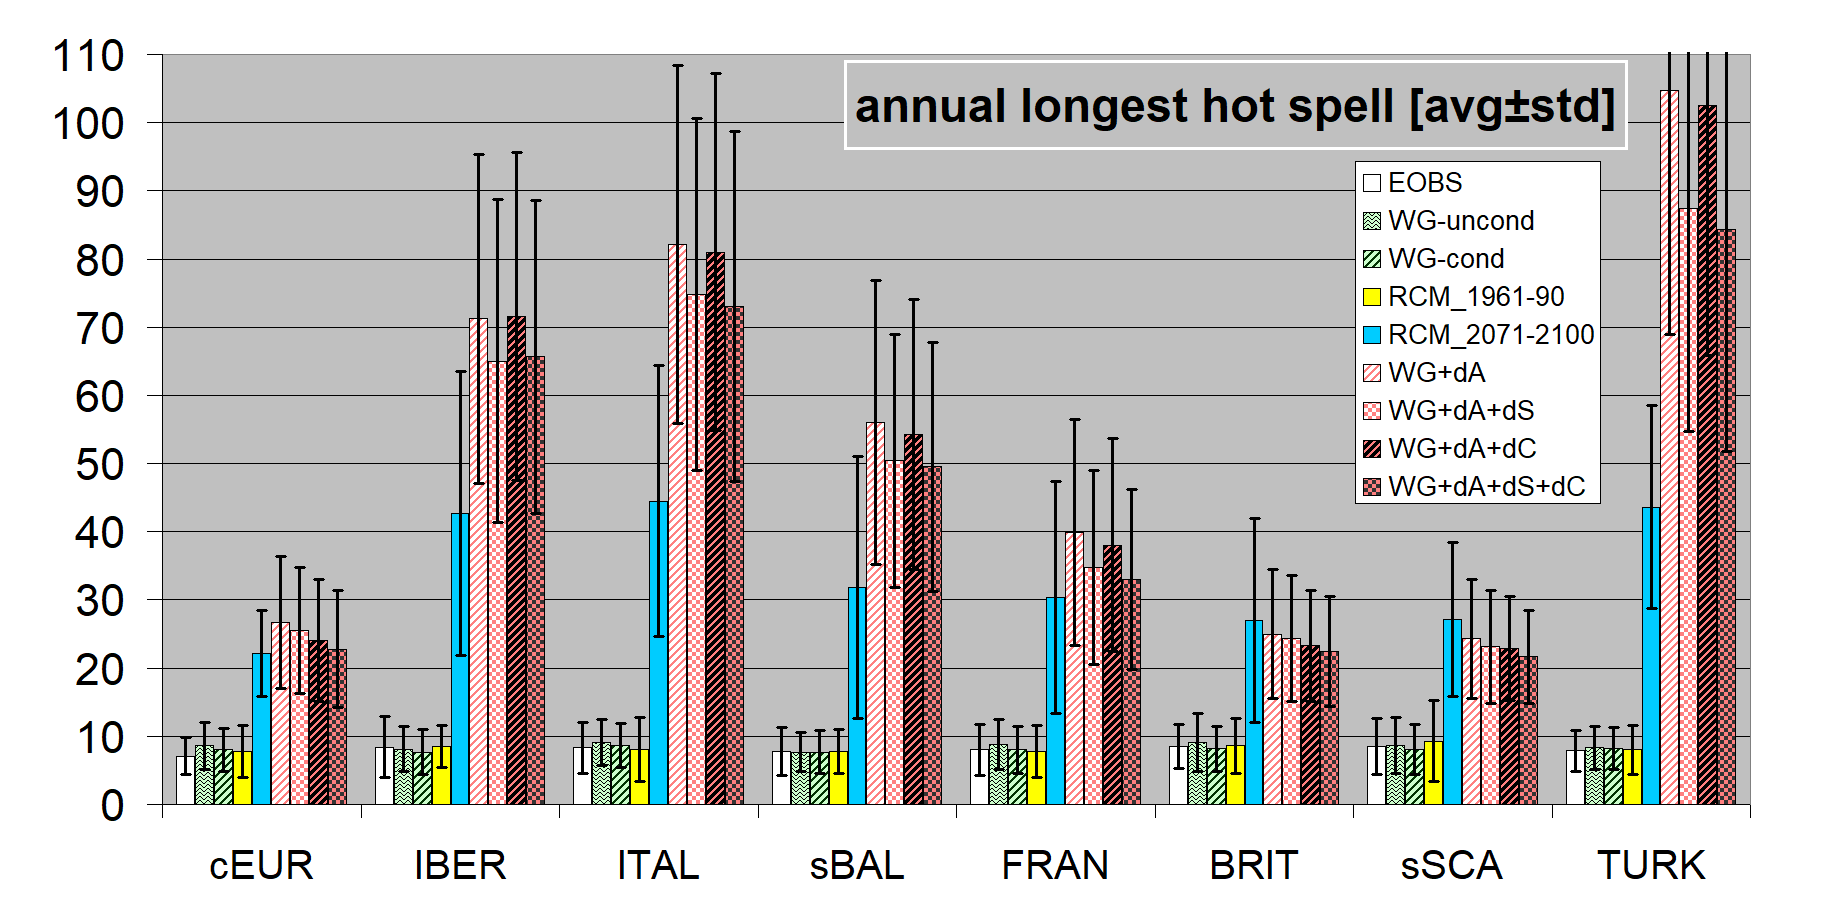 110
100
90
80
70
60
50
40
30
20
10
0
annual longest hot spell [avg±std]
EOBS
WG-uncond
WG-cond
RCM_1961-90
RCM_2071-2100
WG+dA
WG+dA+dS
WG+dA+dC
WG+dA+dS+dC
cEUR IBER ITAL sBAL FRAN BRIT sSCA TURK